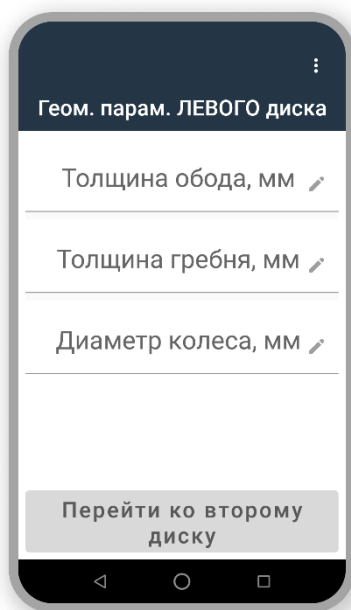 Геом. парам. ЛЕВОГО диска
Толщина обода, мм
Толщина гребня, мм
Диаметр колеса, мм
Перейти ко второму
диску